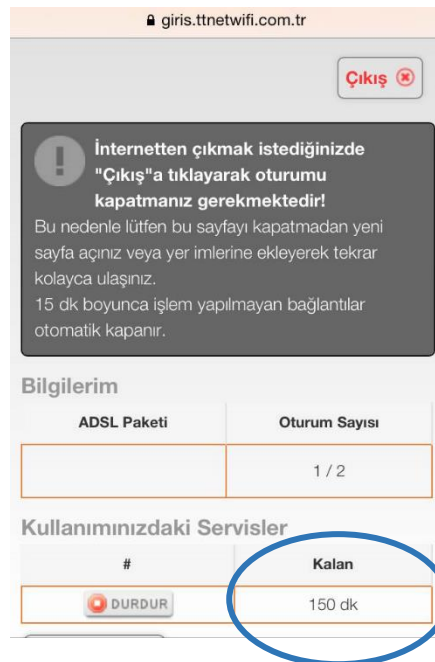 giris.ttnetwifi.com.tr
Çıkış
İnternetten çıkmak istediğinizde
"Çıkış"a tıklayarak oturumu
kapatmanız gerekmektedir!
Bu nedenle lütfen bu sayfayı kapatmadan yeni
sayfa açınız veya yer imlerine ekleyerek tekrar
kolayca ulaşınız.
15 dk boyunca işlem yapılmayan bağlantılar
otomatik kapanır.
Bilgilerim
ADSL Paketi Oturum Sayısı
1 / 2
Kullanımınızdaki Servisler
# Kalan
DURDUR 150 dk